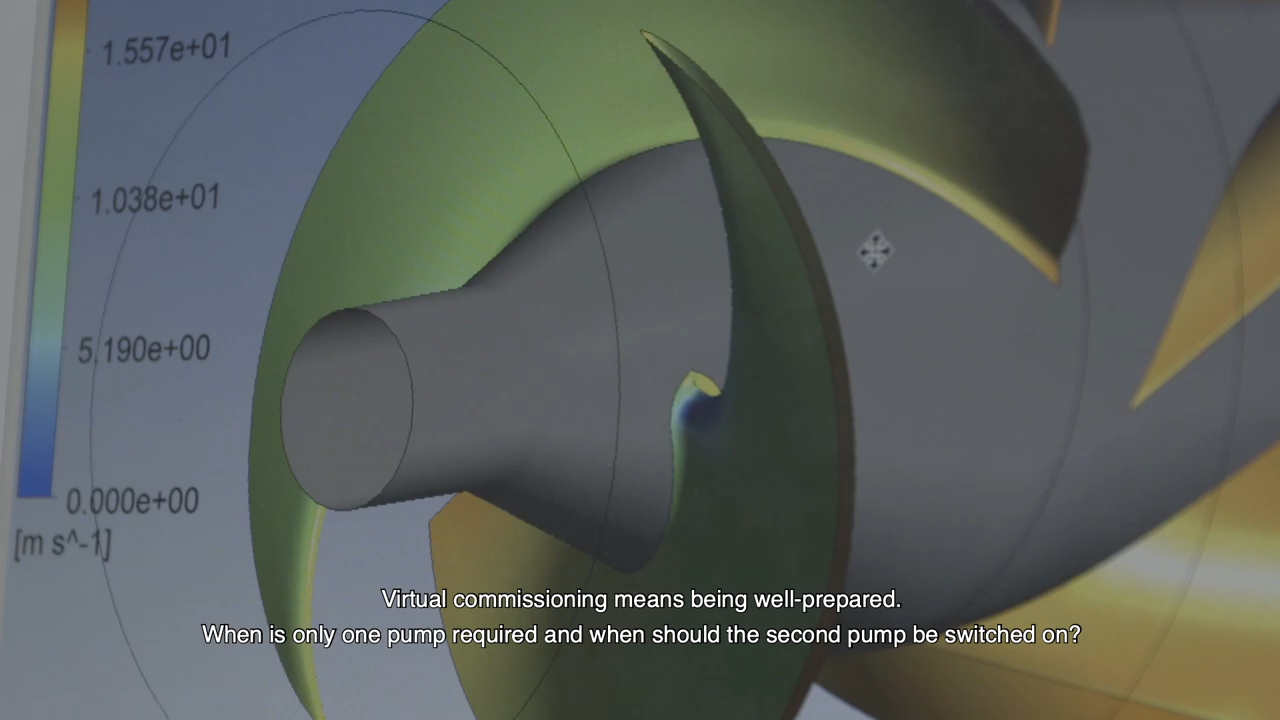 1.557e+01
1.038e+01
5.190e+00
0.000e+00
[m s^-1]
Virtual commissioning means being well-prepared.
When is only one pump required and when should the second pump be switched on?